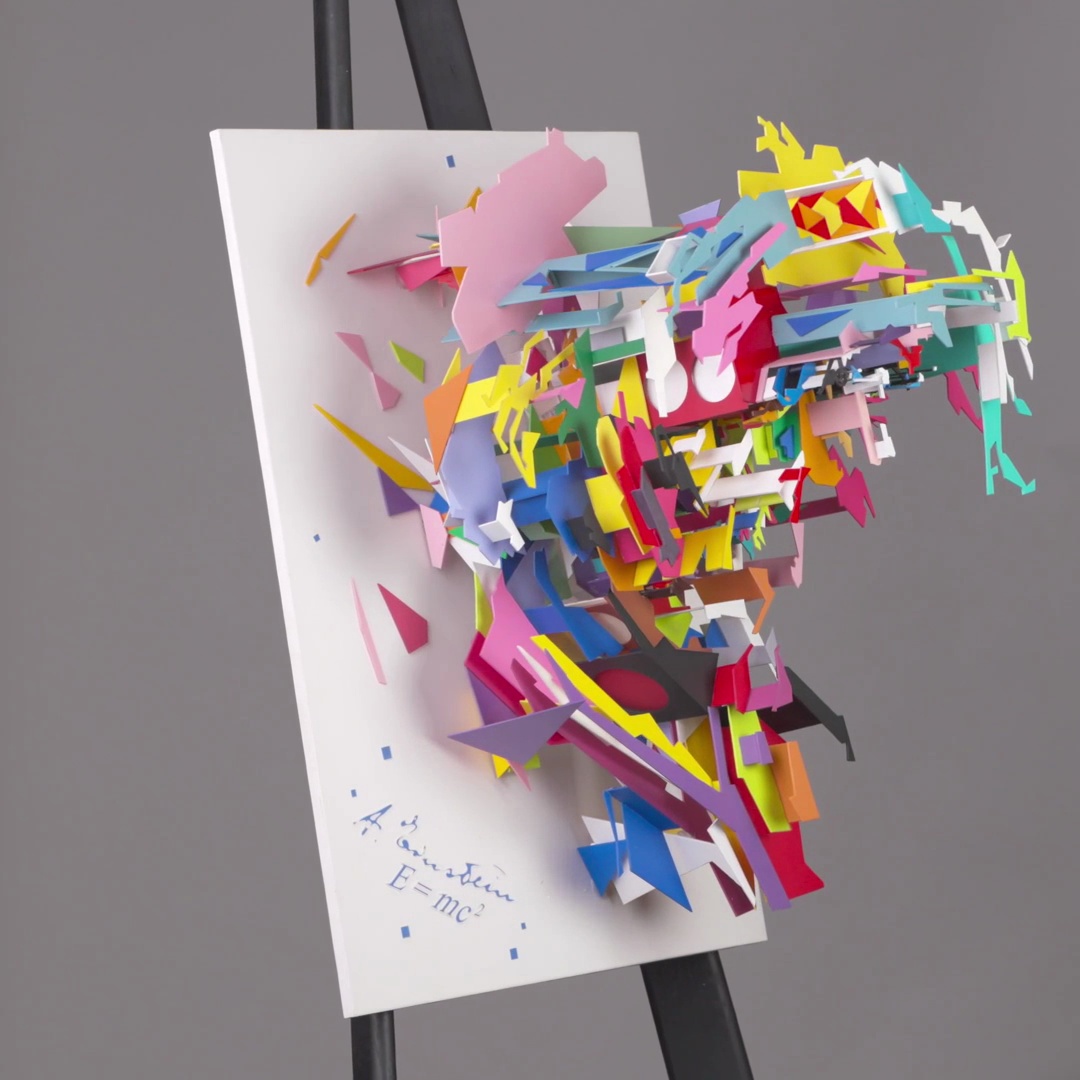 A. Einstein
E = mc²